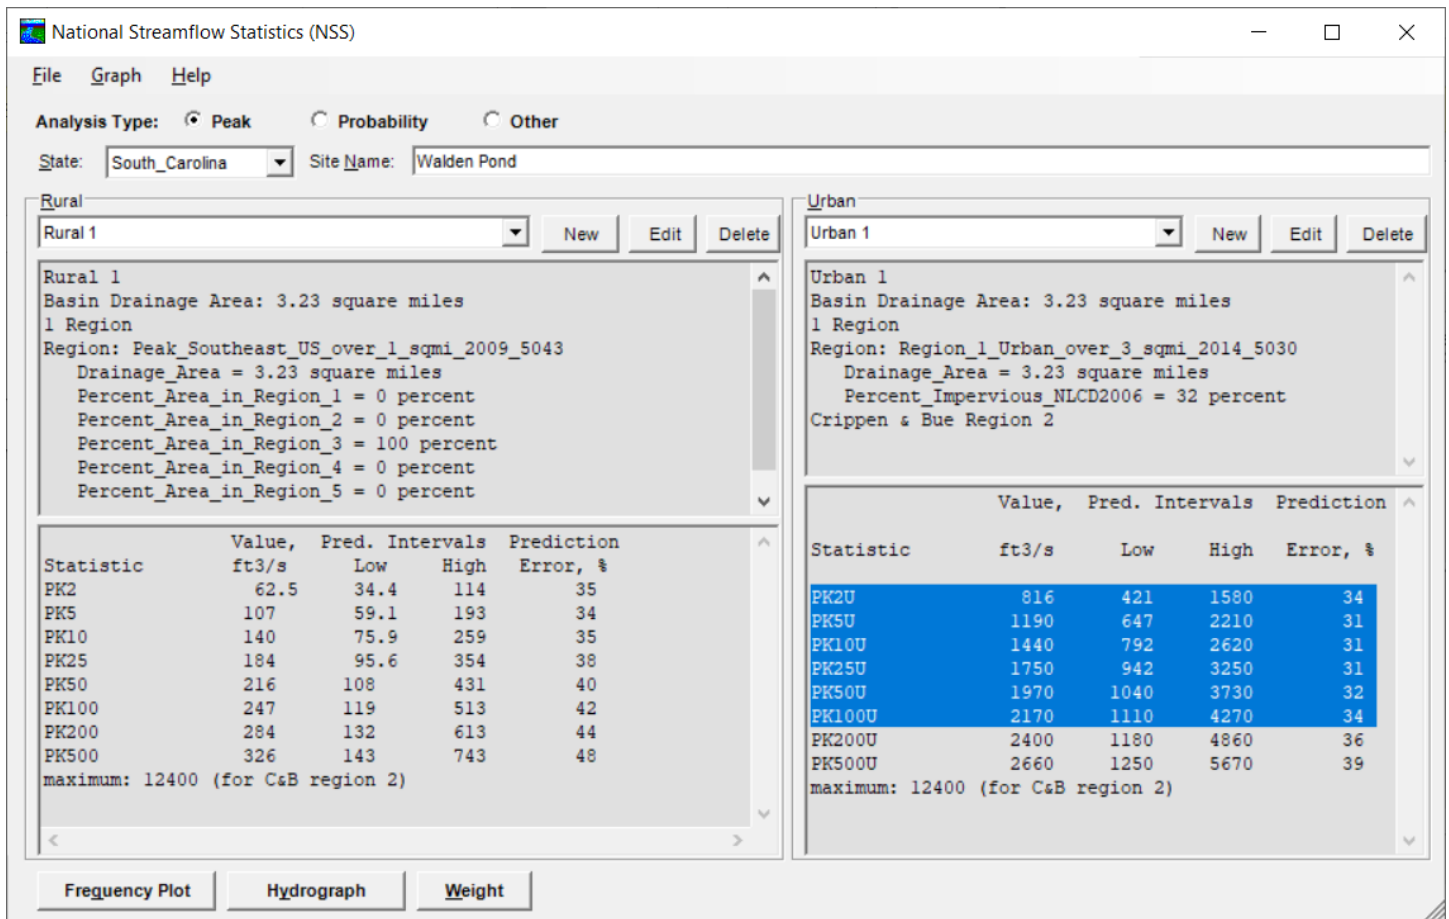 National Streamflow Statistics (NSS)
File Graph Help
Analysis Type: Peak Probability Other
State: South_Carolina Site Name: Walden Pond
Rural
Rural 1 New Edit Delete
Rural 1
Basin Drainage Area: 3.23 square miles
1 Region
Region: Peak_Southeast_US_over_1_sqmi_2009_5043
Drainage_Area = 3.23 square miles
Percent_Area_in_Region_1 = 0 percent
Percent_Area_in_Region_2 = 0 percent
Percent_Area_in_Region_3 = 100 percent
Percent_Area_in_Region_4 = 0 percent
Percent_Area_in_Region_5 = 0 percent
Value, Pred. Intervals Prediction
Statistic ft3/s Low High Error, %
PK2 62.5 34.4 114 35
PK5 107 59.1 193 34
PK10 140 75.9 259 35
PK25 184 95.6 354 38
PK50 216 108 431 40
PK100 247 119 513 42
PK200 284 132 613 44
PK500 326 143 743 48
maximum: 12400 (for C&B region 2)
Urban
Urban 1 New Edit Delete
Urban 1
Basin Drainage Area: 3.23 square miles
1 Region
Region: Region_1_Urban_over_3_sqmi_2014_5030
Drainage_Area = 3.23 square miles
Percent_Impervious_NLCD2006 = 32 percent
Crippen & Bue Region 2
Value, Pred. Intervals Prediction
Statistic ft3/s Low High Error, %
PK2U 816 421 1580 34
PK5U 1190 647 2210 31
PK10U 1440 792 2620 31
PK25U 1750 942 3250 31
PK50U 1970 1040 3730 32
PK100U 2170 1110 4270 34
PK200U 2400 1180 4860 36
PK500U 2660 1250 5670 39
maximum: 12400 (for C&B region 2)
Frequency Plot Hydrograph Weight